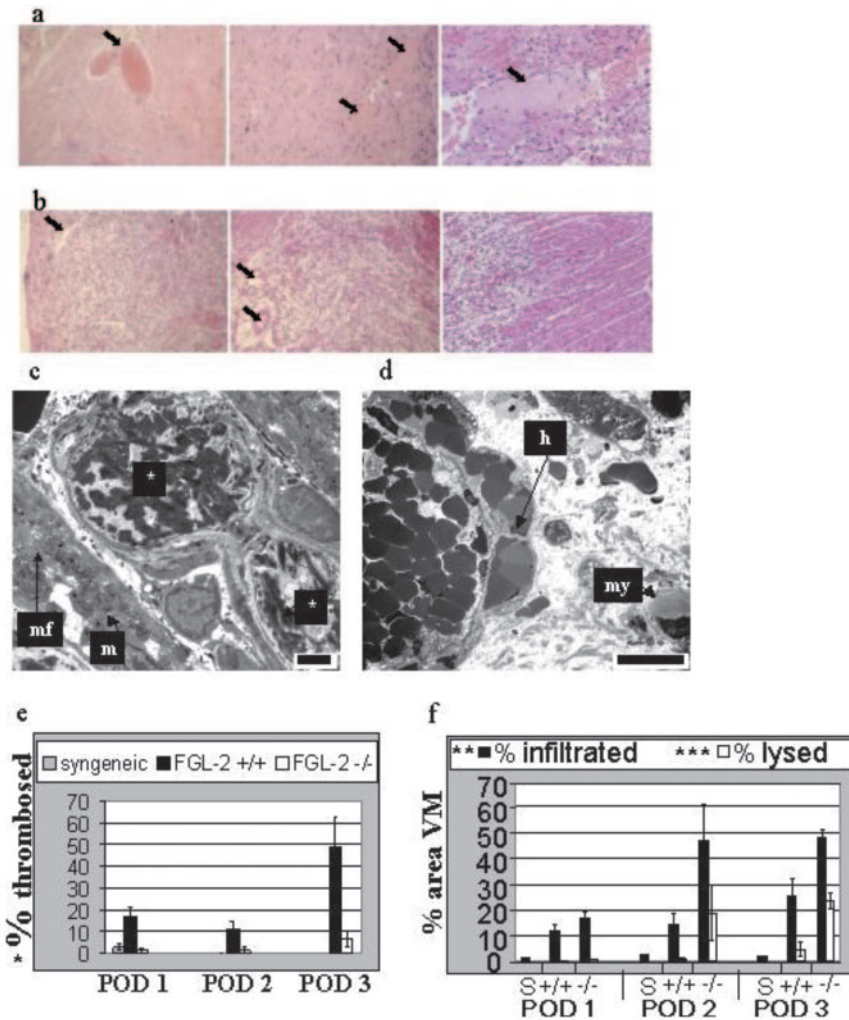 a
b
c
d
*
*
mf
m
h
my
e
syngeneic FGL-2 +/+ FGL-2 -/-
* % thrombosed
70
60
50
40
30
20
10
0
POD 1 POD 2 POD 3
f
** % infiltrated *** % lysed
% area VM
70
60
50
40
30
20
10
0
S +/+ -/- S +/+ -/- S +/+ -/-
POD 1 POD 2 POD 3